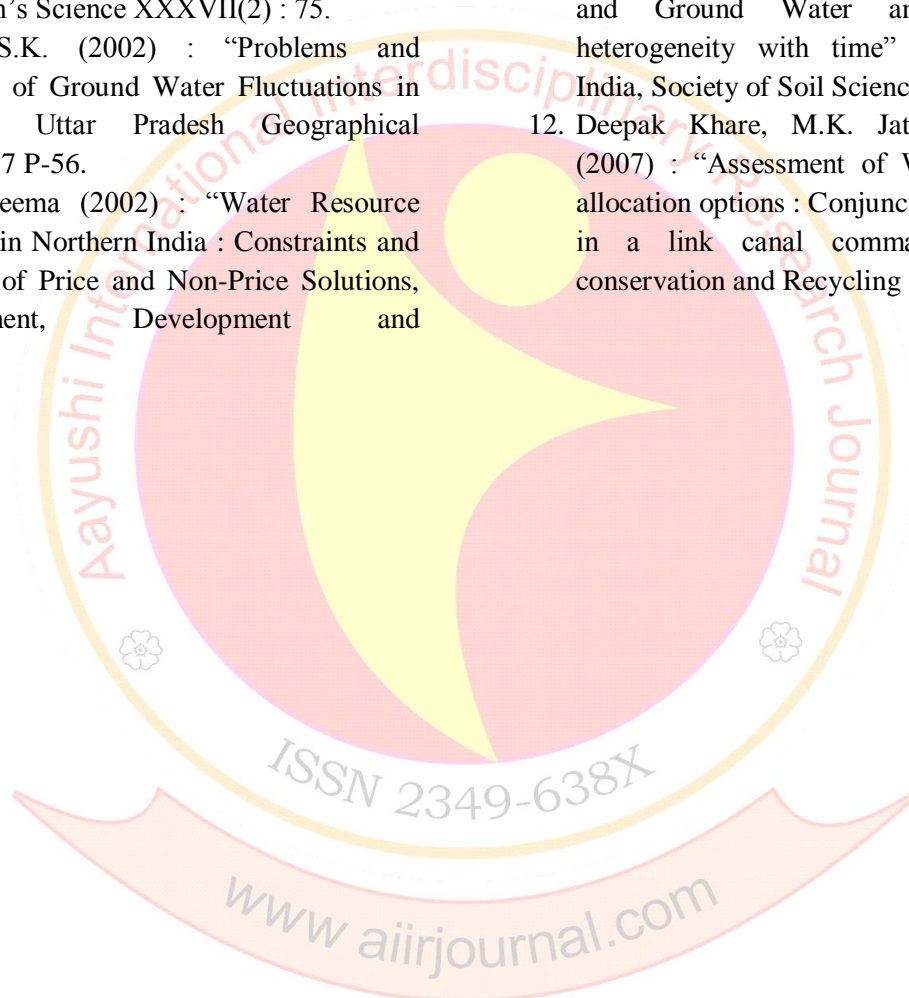 n's Science XXXVII(2) : 75.
S.K. (2002) : “Problems and
of Ground Water Fluctuations in
Uttar Pradesh Geographical
7 P-56.
eema (2002) : “Water Resource
in Northern India : Constraints and
of Price and Non-Price Solutions,
ment, Development and
and Ground Water an
heterogeneity with time”
India, Society of Soil Science
12. Deepak Khare, M.K. Jat
(2007) : “Assessment of W
allocation options : Conjunct
in a link canal comma
conservation and Recycling
Aayushi International Interdisciplinary Research Journal
ISSN 2349-638X
www aiirjournal.com